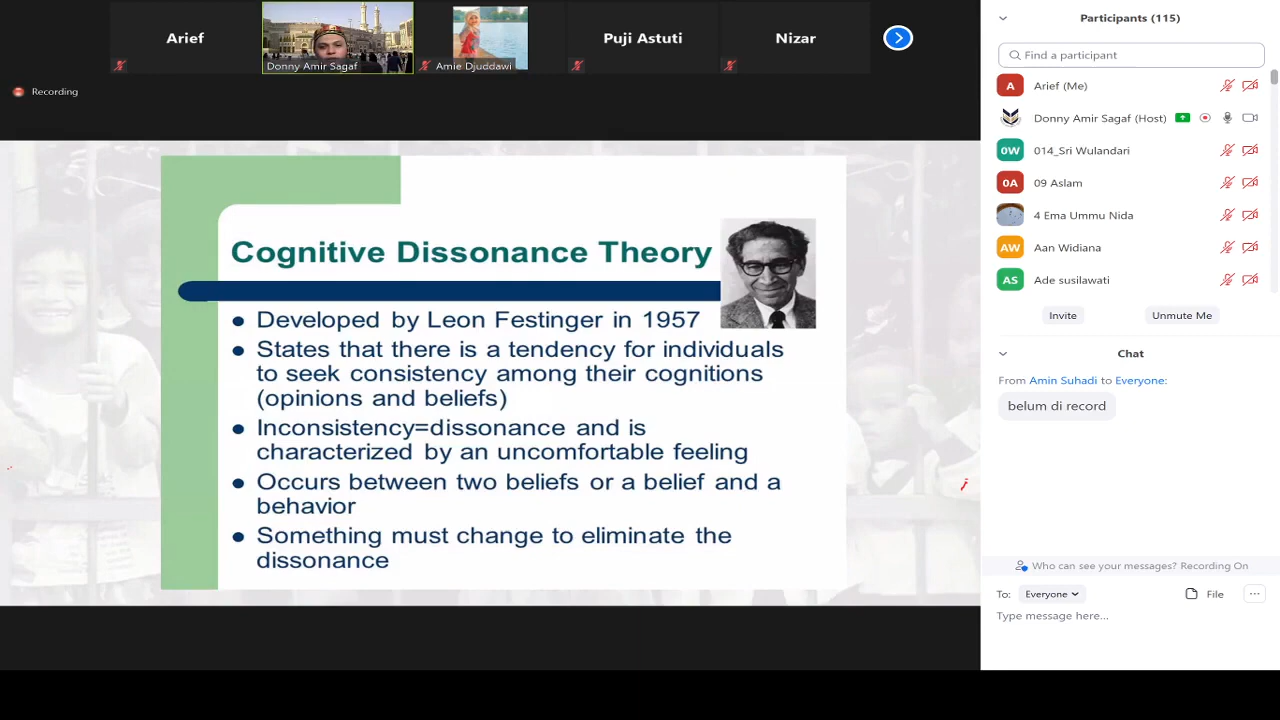 Arief
Donny Amir Sagaf
Amie Djuddawi
Puji Astuti
Nizar
Recording
Cognitive Dissonance Theory
● Developed by Leon Festinger in 1957
● States that there is a tendency for individuals
to seek consistency among their cognitions
(opinions and beliefs)
● Inconsistency=dissonance and is
characterized by an uncomfortable feeling
● Occurs between two beliefs or a belief and a
behavior
● Something must change to eliminate the
dissonance
Participants (115)
Find a participant
A Arief (Me)
Donny Amir Sagaf (Host)
0W 014_Sri Wulandari
0A 09 Aslam
4 Ema Ummu Nida
AW Aan Widiana
AS Ade susilawati
Invite Unmute Me
Chat
From Amin Suhadi to Everyone:
belum di record
Who can see your messages? Recording On
To: Everyone File ...
Type message here...